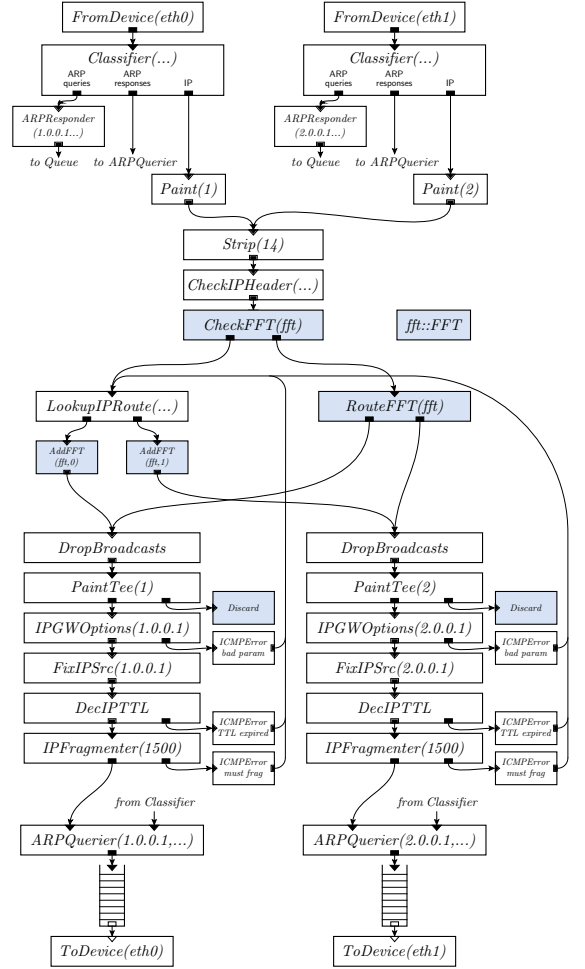 FromDevice(eth0)
FromDevice(eth1)
Classifier(...)
ARP queries
ARP responses
IP
Classifier(...)
ARP queries
ARP responses
IP
ARPResponder
(1.0.0.1...)
ARPResponder
(2.0.0.1...)
to Queue
to ARPQuerier
to Queue
to ARPQuerier
Paint(1)
Paint(2)
Strip(14)
CheckIPHeader(...)
CheckFFT(fft)
fft::FFT
LookupIPRoute(...)
RouteFFT(fft)
AddFFT
(fft,0)
AddFFT
(fft,1)
DropBroadcasts
DropBroadcasts
PaintTee(1)
PaintTee(2)
Discard
Discard
IPGWOptions(1.0.0.1)
IPGWOptions(2.0.0.1)
ICMPError
bad param
ICMPError
bad param
FixIPSrc(1.0.0.1)
FixIPSrc(2.0.0.1)
DecIPTTL
DecIPTTL
ICMPError
TTL expired
ICMPError
TTL expired
IPFragmenter(1500)
IPFragmenter(1500)
ICMPError
must frag
ICMPError
must frag
from Classifier
from Classifier
ARPQuerier(1.0.0.1,...)
ARPQuerier(2.0.0.1,...)
ToDevice(eth0)
ToDevice(eth1)